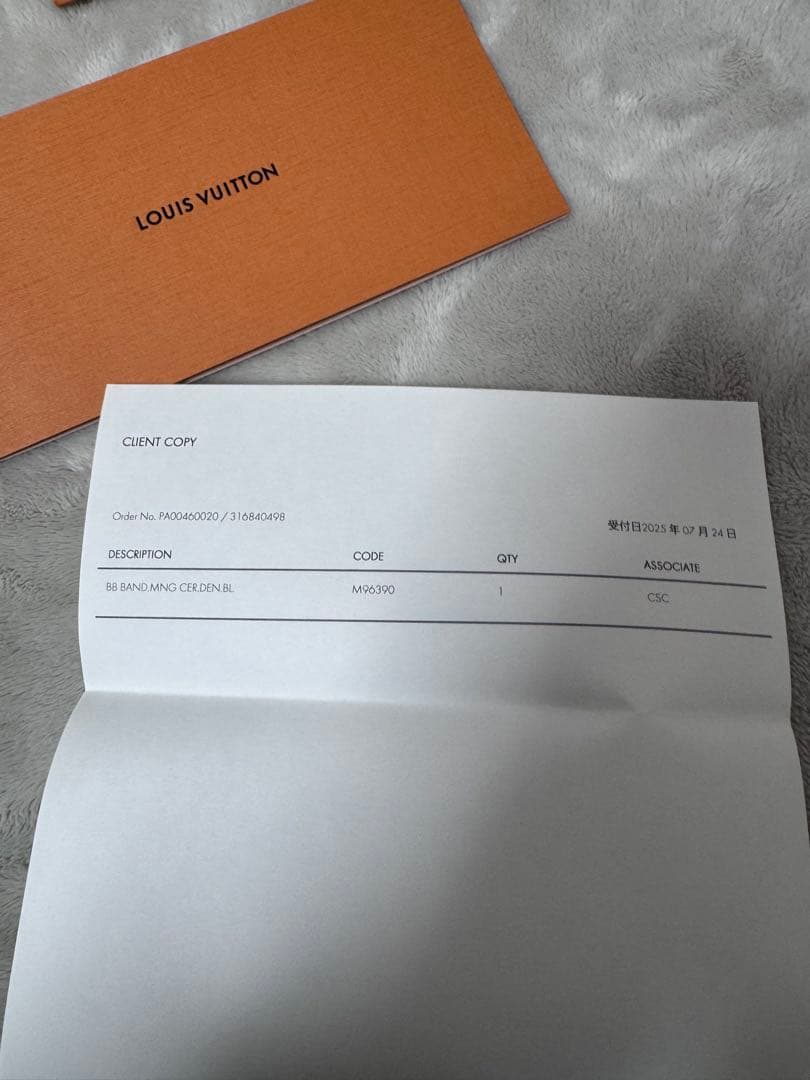 LOUIS VUITTON
CLIENT COPY
Order No. PA00460020 / 316840498
受付日2025 年 07 月 24 日
DESCRIPTION CODE QTY ASSOCIATE
BB BAND.MNG CER.DEN.BL M96390 1 CSC